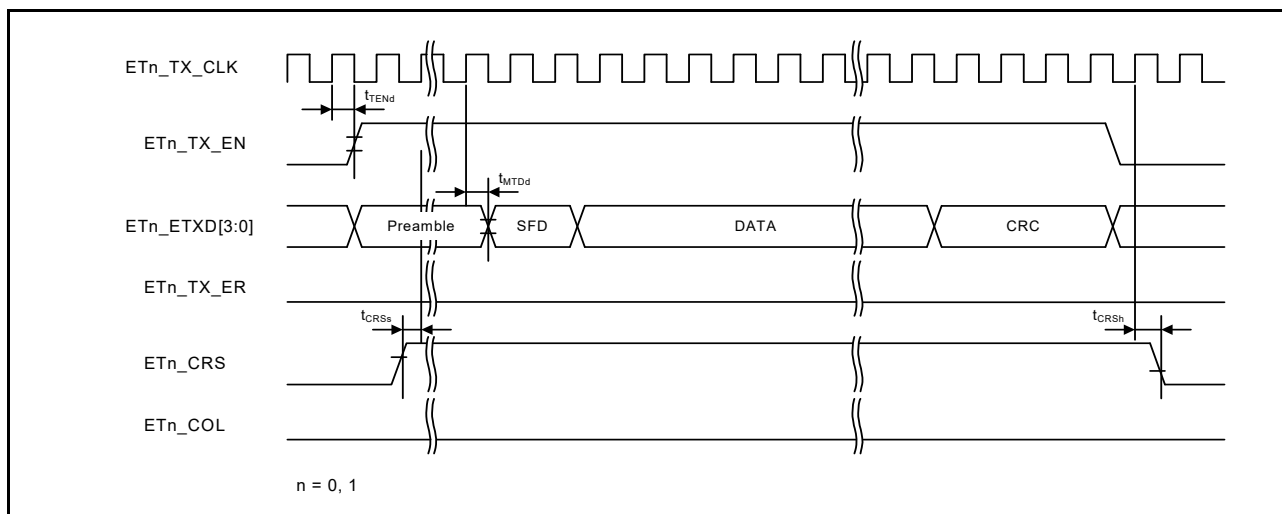 ETn_TX_CLK
tTENd
ETn_TX_EN
tMTDd
ETn_ETXD[3:0]
Preamble SFD DATA CRC
ETn_TX_ER
tCRSs tCRSh
ETn_CRS
ETn_COL
n = 0, 1